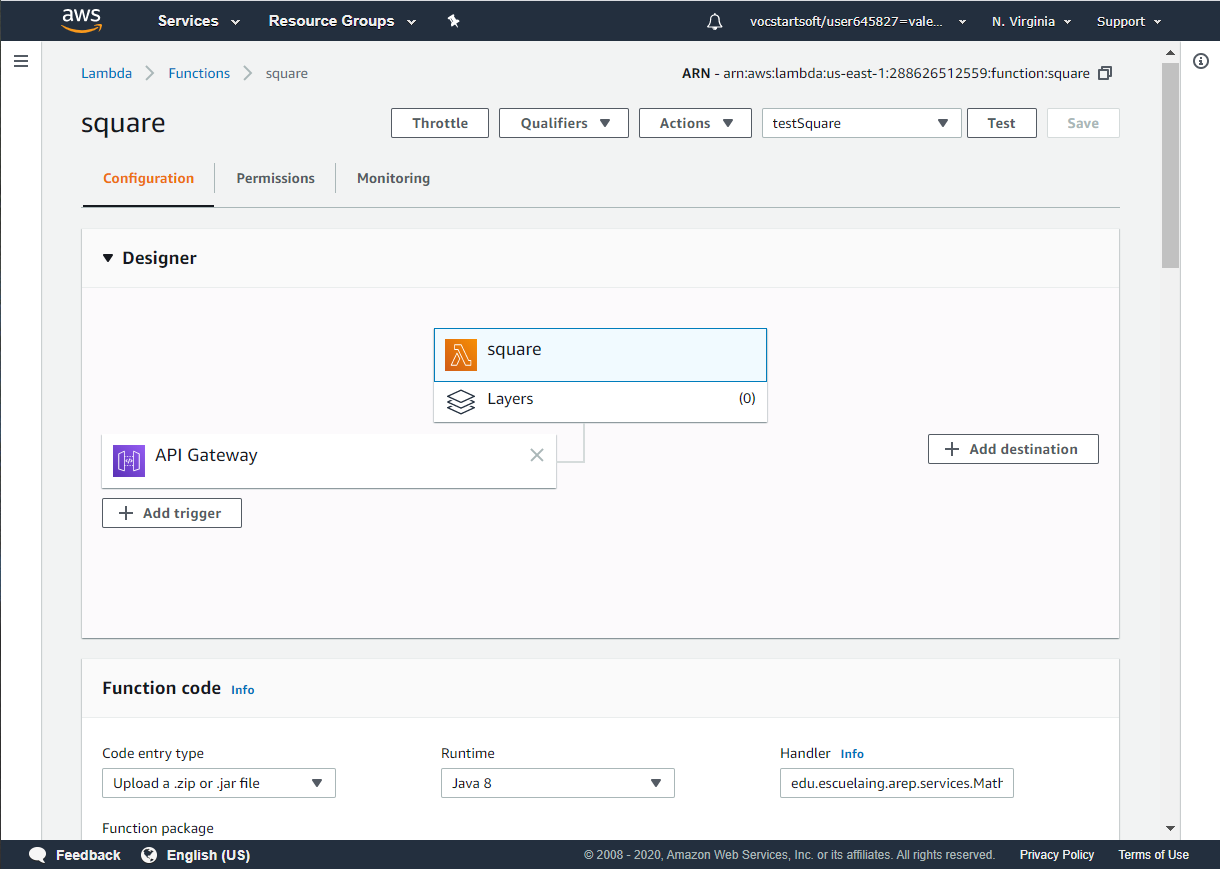 aws Services Resource Groups vocstartsoft/user645827=vale... N. Virginia Support
Lambda Functions square ARN - arn:aws:lambda:us-east-1:288626512559:function:square
square Throttle Qualifiers Actions testSquare Test Save
Configuration Permissions Monitoring
Designer
square
Layers (0)
API Gateway
Add destination
Add trigger
Function code Info
Code entry type Runtime Handler Info
Upload a .zip or .jar file Java 8 edu.escuelaing.arep.services.Math
Function package
Feedback English (US) © 2008 - 2020, Amazon Web Services, Inc. or its affiliates. All rights reserved. Privacy Policy Terms of Use